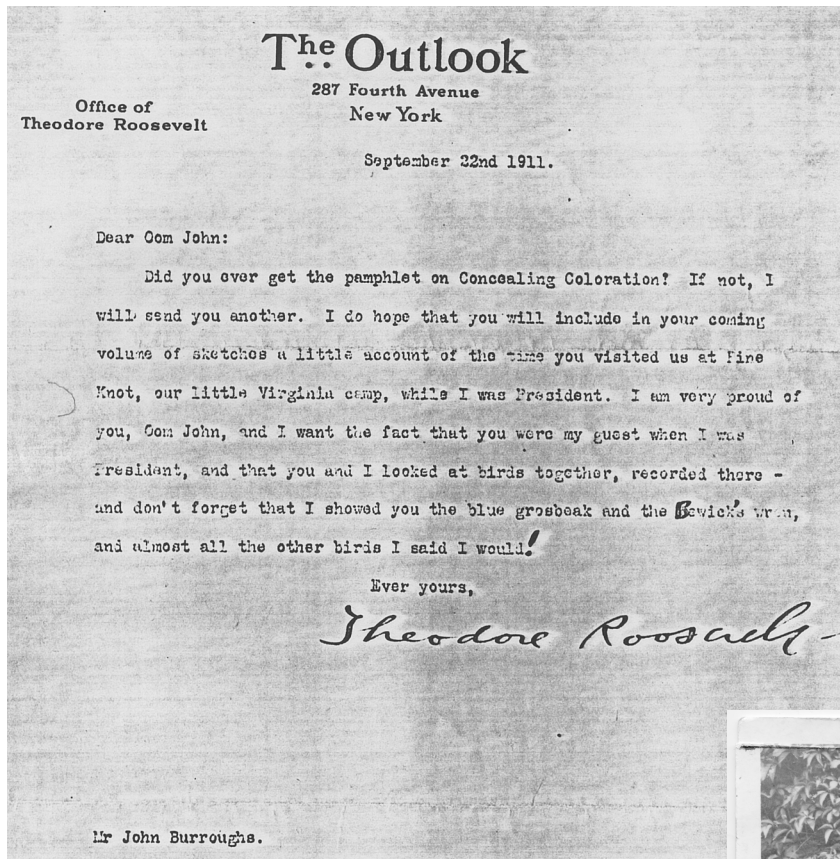 The Outlook
287 Fourth Avenue
New York
Office of
Theodore Roosevelt
September 22nd 1911.
Dear Oom John:
Did you ever get the pamphlet on Concealing Coloration? If not, I
will send you another. I do hope that you will include in your coming
volume of sketches a little account of the time you visited us at Pine
Knot, our little Virginia camp, while I was President. I am very proud of
you, Oom John, and I want the fact that you were my guest when I was
President, and that you and I looked at birds together, recorded there -
and don't forget that I showed you the blue grosbeak and the Bewick's wren,
and almost all the other birds I said I would!
Ever yours,
Theodore Roosevelt
Mr John Burroughs.